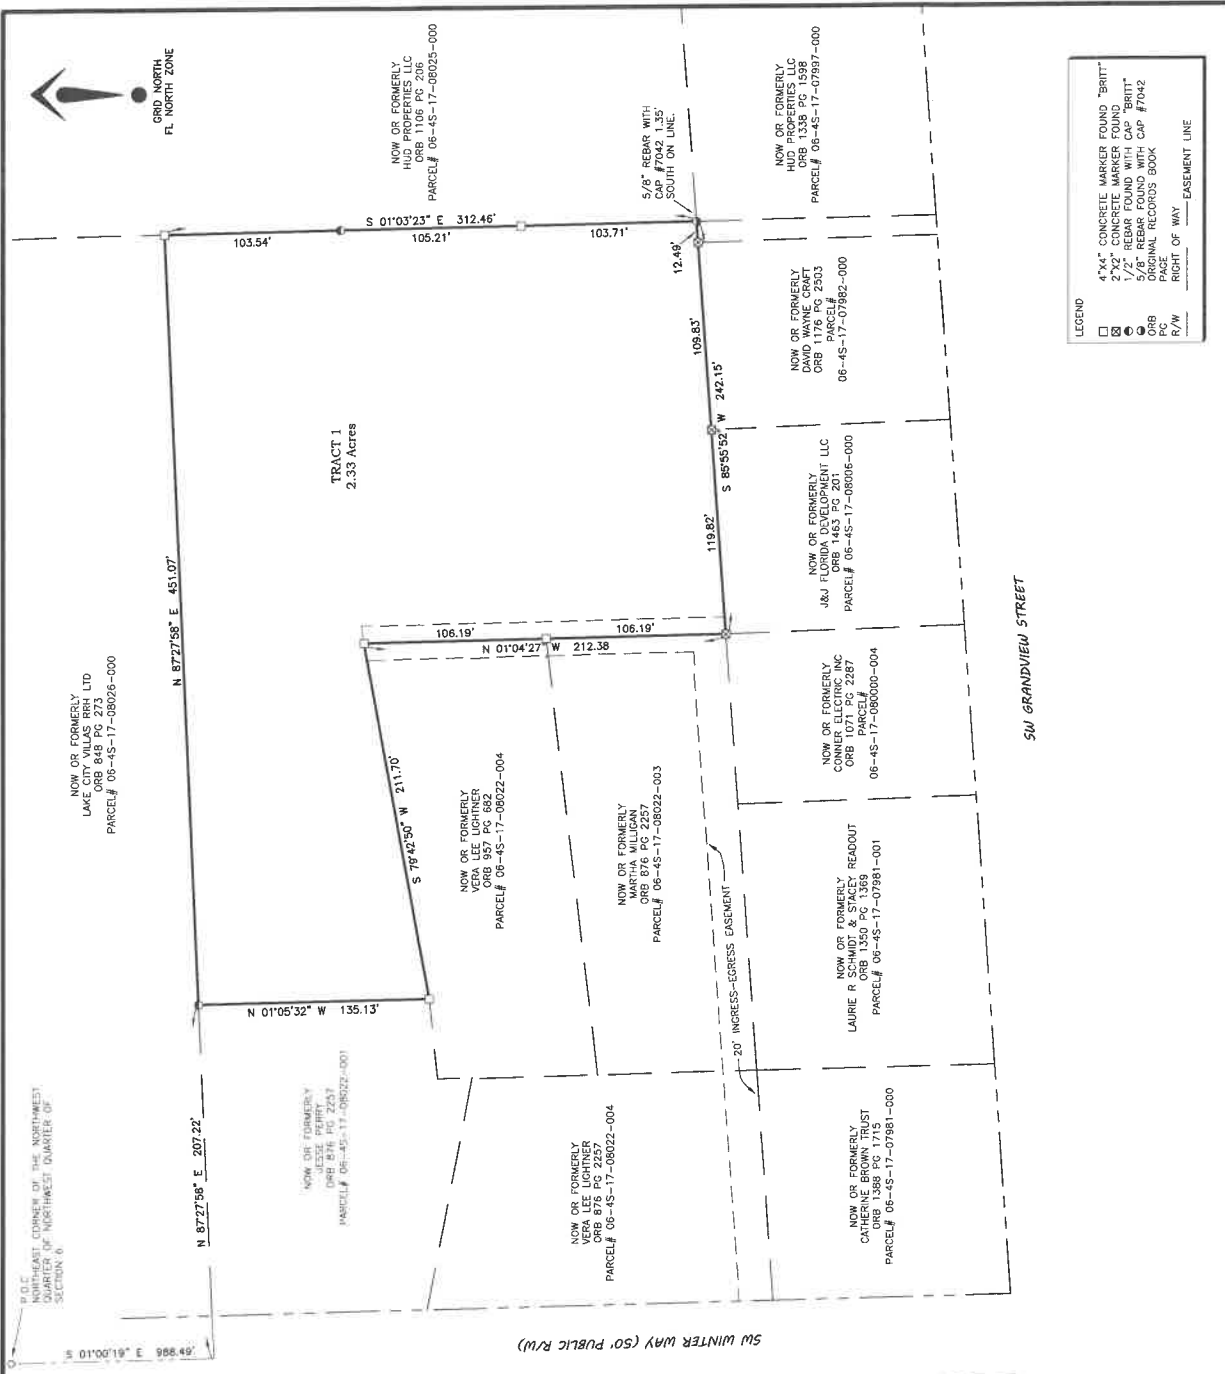 P.O.C
NORTHEAST CORNER OF THE NORTHWEST
QUARTER OF NORTHWEST QUARTER OF
SECTION 6
S 01°00'19" E 988.49'
N 87°27'58" E 207.22'
GRID NORTH
FL NORTH ZONE
NOW OR FORMERLY
LAKE CITY VILLAS RRH LTD
ORB 848 PG 273
PARCEL# 06-4S-17-08026-000
N 87°27'58" E 451.07'
NOW OR FORMERLY
HUD PROPERTIES LLC
ORB 1106 PG 206
PARCEL# 06-4S-17-08025-000
S 01°03'23" E 312.46'
103.54'
105.21'
103.71'
TRACT 1
2.33 Acres
5/8" REBAR WITH
CAP #7042 1.35'
SOUTH ON LINE.
12.49'
109.83'
S 85°55'52" W 242.15'
119.82'
106.19'
106.19'
N 01°04'27" W 212.38
S 79°42'50" W 211.70'
N 01°05'32" W 135.13'
NOW OR FORMERLY
JESSE PERRY
ORB 876 PG 2257
PARCEL# 06-4S-17-08022-001
NOW OR FORMERLY
VERA LEE LIGHTNER
ORB 957 PG 682
PARCEL# 06-4S-17-08022-004
NOW OR FORMERLY
MARTHA MILLIGAN
ORB 876 PG 2257
PARCEL# 06-4S-17-08022-003
NOW OR FORMERLY
VERA LEE LIGHTNER
ORB 876 PG 2257
PARCEL# 06-4S-17-08022-004
20' INGRESS-EGRESS EASEMENT
NOW OR FORMERLY
CATHERINE BROWN TRUST
ORB 1388 PG 1715
PARCEL# 06-4S-17-07981-000
NOW OR FORMERLY
LAURIE R SCHMIDT & STACEY READOUT
ORB 1350 PG 1369
PARCEL# 06-4S-17-07981-001
NOW OR FORMERLY
CONNER ELECTRIC INC
ORB 1071 PG 2287
PARCEL#
06-4S-17-080000-004
NOW OR FORMERLY
J&J FLORIDA DEVELOPMENT LLC
ORB 1463 PG 201
PARCEL# 06-4S-17-08006-000
NOW OR FORMERLY
DAVID WAYNE CRAFT
ORB 1176 PG 2503
PARCEL#
06-4S-17-07982-000
NOW OR FORMERLY
HUD PROPERTIES LLC
ORB 1338 PG 1598
PARCEL# 06-4S-17-07997-000
SW WINTER WAY (50' PUBLIC R/W)
SW GRANDVIEW STREET
LEGEND
4"X4" CONCRETE MARKER FOUND "BRITT"
2"X2" CONCRETE MARKER FOUND
1/2" REBAR FOUND WITH CAP "BRITT"
5/8" REBAR FOUND WITH CAP #7042
ORB ORIGINAL RECORDS BOOK
PG PAGE
R/W RIGHT OF WAY
EASEMENT LINE